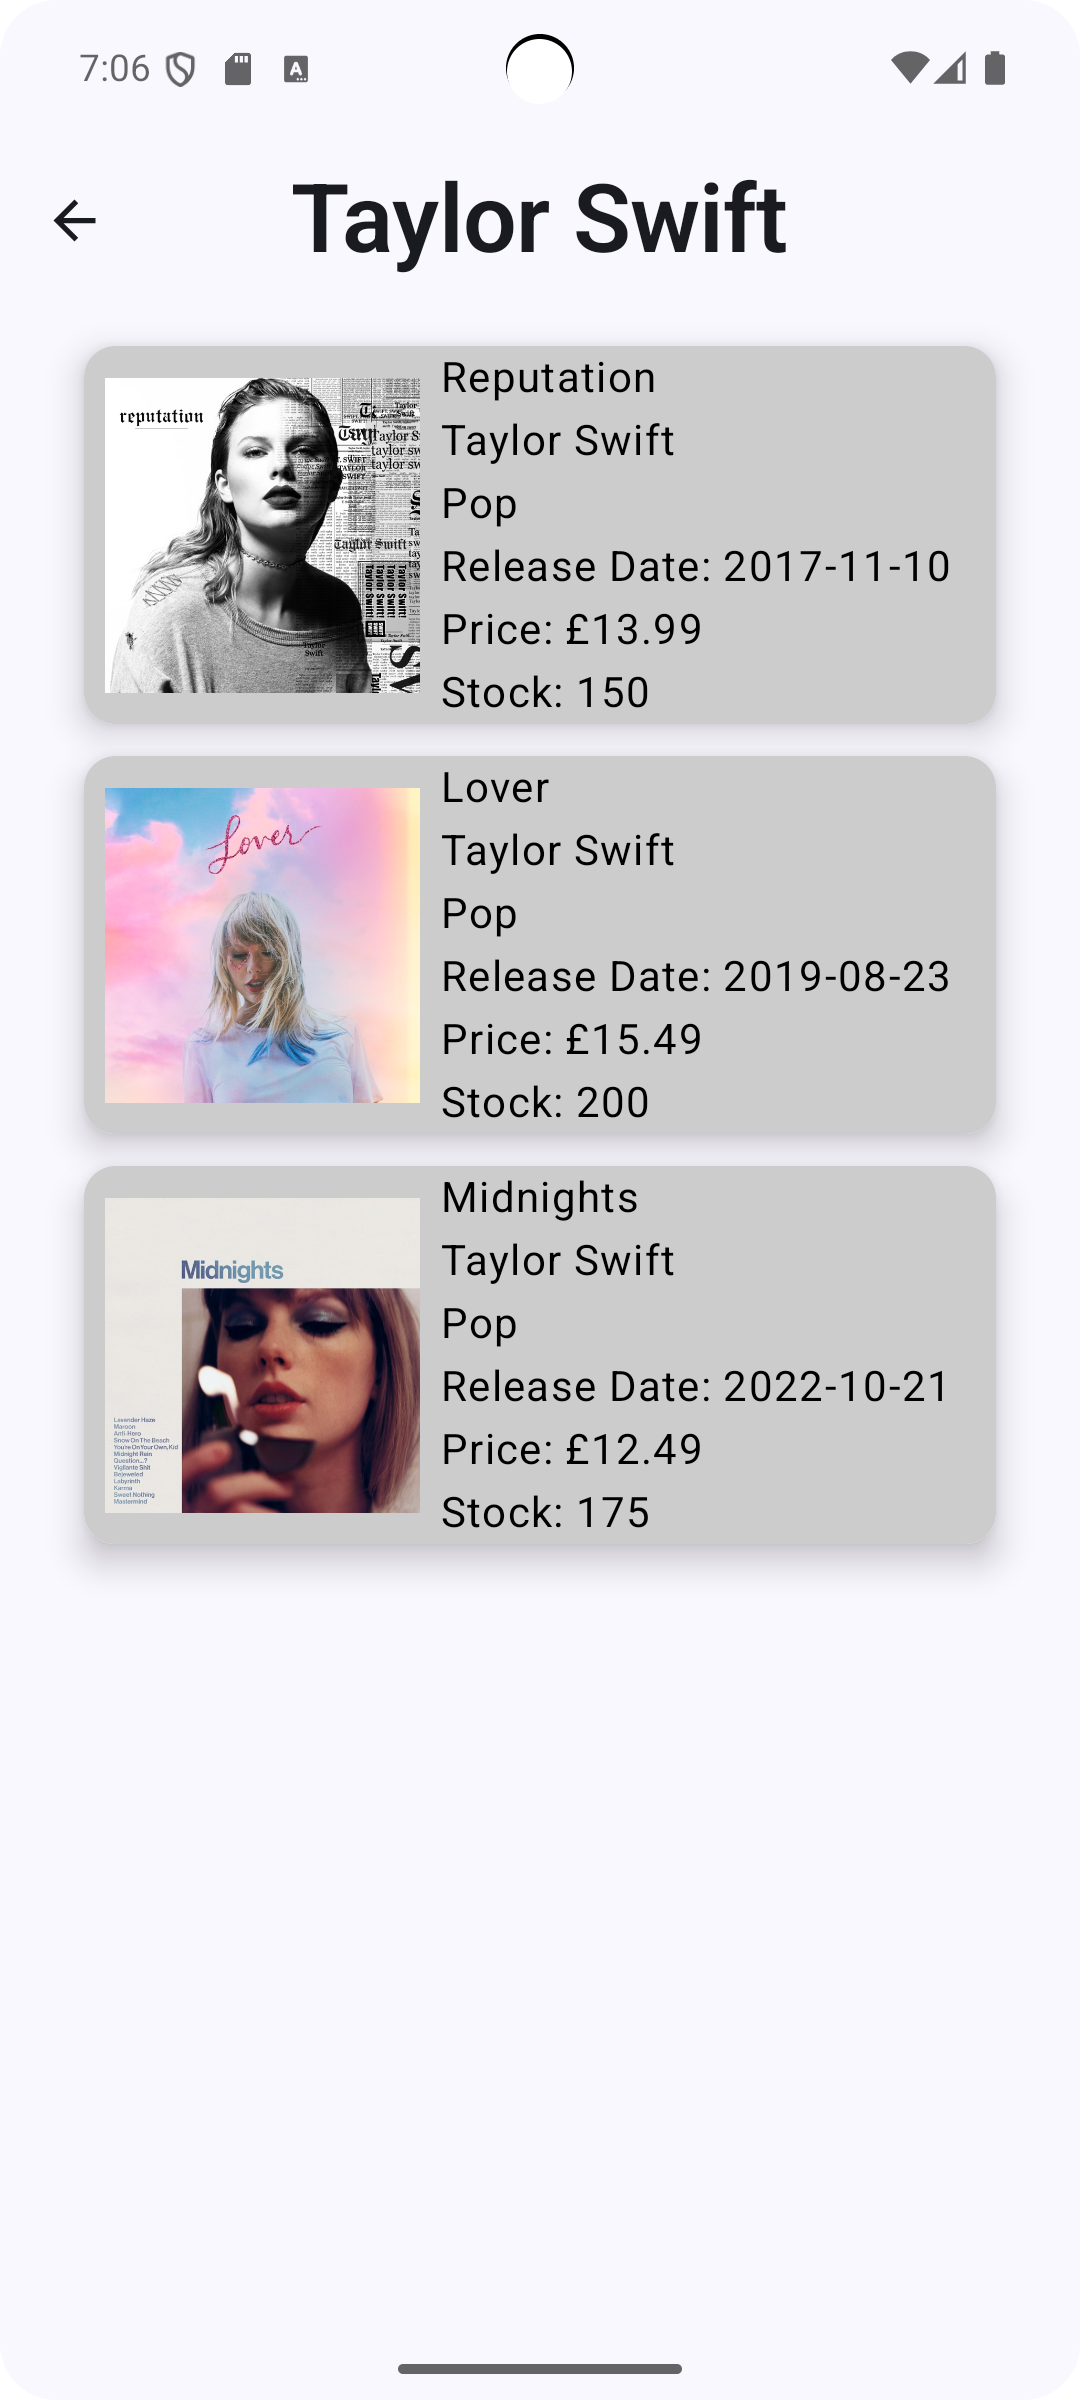 7:06
Taylor Swift
reputation
Reputation
Taylor Swift
Pop
Release Date: 2017-11-10
Price: £13.99
Stock: 150
Lover
Lover
Taylor Swift
Pop
Release Date: 2019-08-23
Price: £15.49
Stock: 200
Midnights
Lavender Haze
Maroon
Anti-Hero
Snow On The Beach
You're On Your Own, Kid
Midnight Rain
Question...?
Vigilante Shit
Bejeweled
Labyrinth
Karma
Sweet Nothing
Mastermind
Midnights
Taylor Swift
Pop
Release Date: 2022-10-21
Price: £12.49
Stock: 175